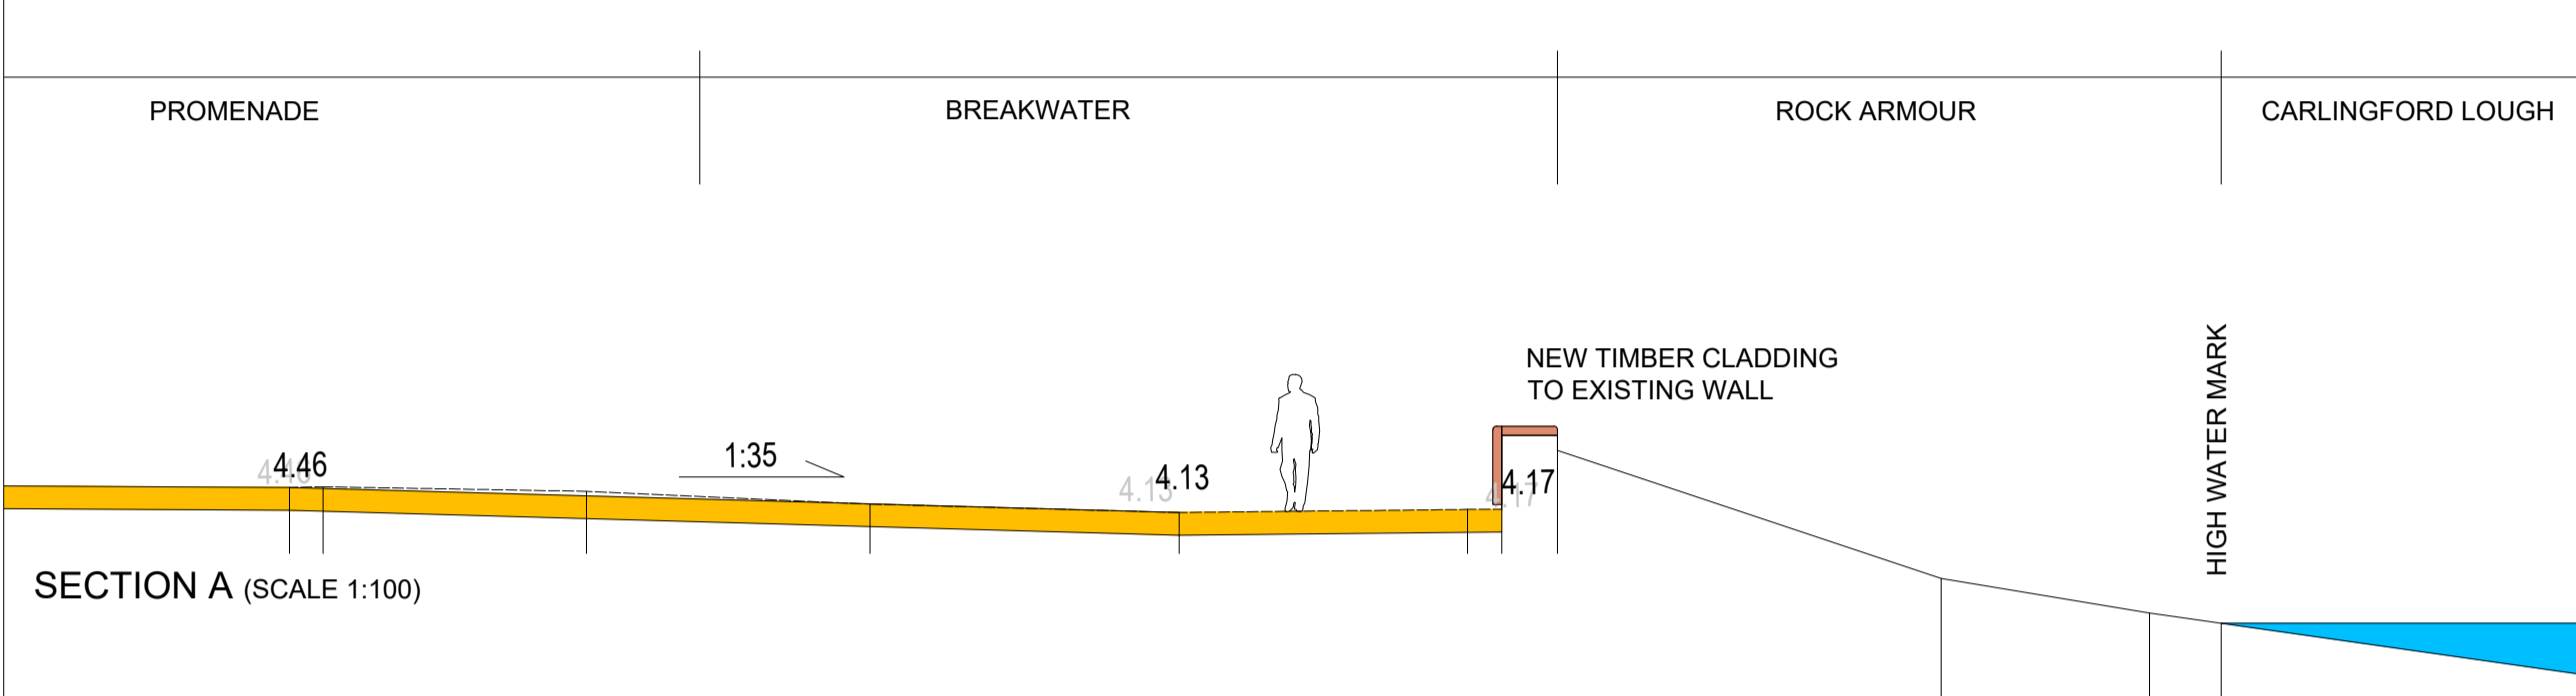 PROMENADE
BREAKWATER
ROCK ARMOUR
CARLINGFORD LOUGH
HIGH WATER MARK
NEW TIMBER CLADDING
TO EXISTING WALL
4.46
1:35
4.13
4.17
SECTION A (SCALE 1:100)